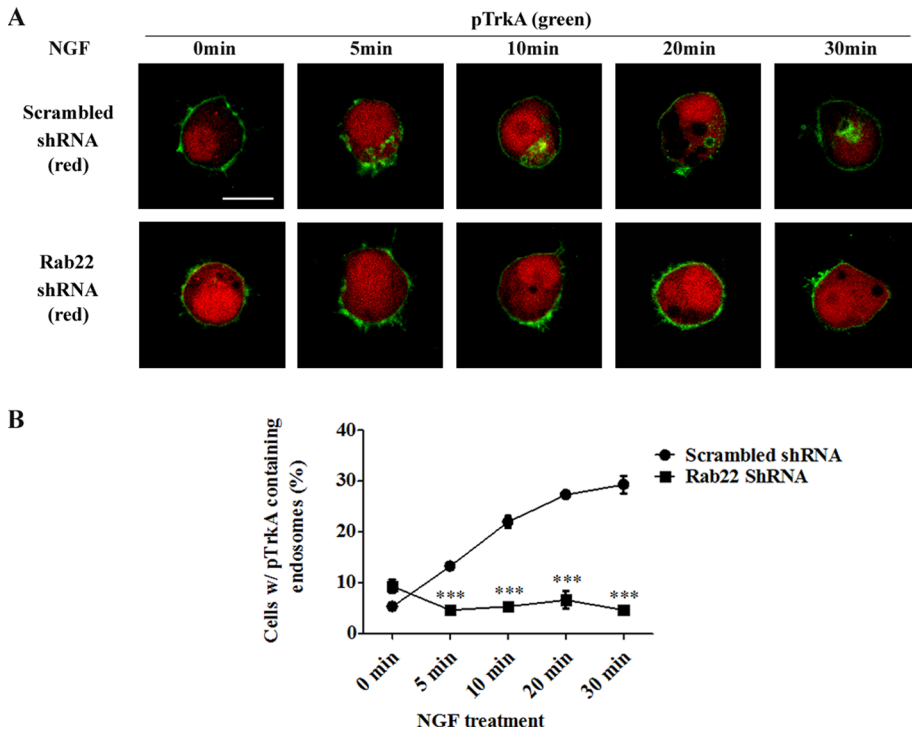 A
pTrkA (green)
NGF 0min 5min 10min 20min 30min
Scrambled
shRNA
(red)
Rab22
shRNA
(red)
B
Cells w/ pTrkA containing
endosomes (%)
40
30
20
10
0
Scrambled shRNA
Rab22 ShRNA
*** *** *** ***
0 min 5 min 10 min 20 min 30 min
NGF treatment